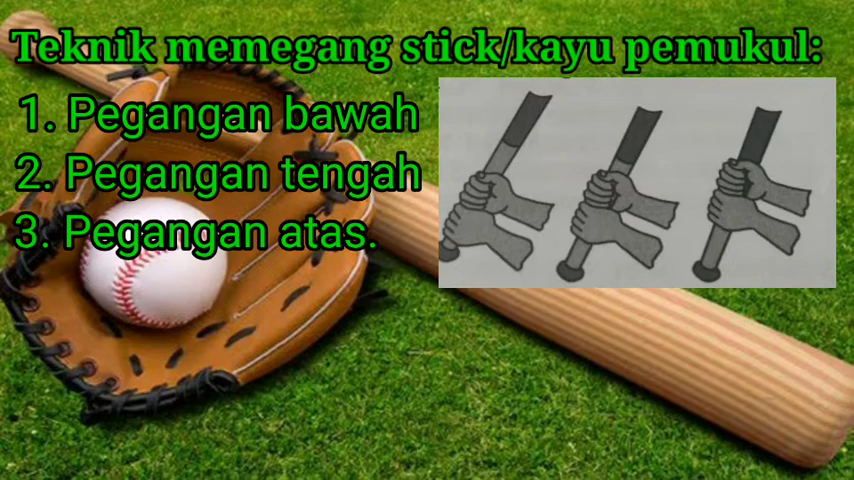 Teknik memegang stick/kayu pemukul:
1. Pegangan bawah
2. Pegangan tengah
3. Pegangan atas.